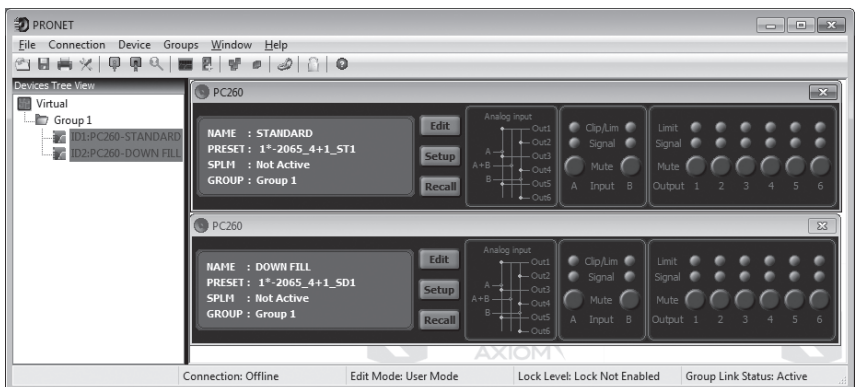 PRONET
File Connection Device Groups Window Help
Devices Tree View
Virtual
Group 1
ID1:PC260-STANDARD
ID2:PC260-DOWN FILL
PC260
NAME : STANDARD
PRESET : 1*-2065_4+1_ST1
SPLM : Not Active
GROUP : Group 1
Edit
Setup
Recall
Analog input
A
A+B
B
Out1
Out2
Out3
Out4
Out5
Out6
Clip/Lim
Signal
Mute
A Input B
Limit
Signal
Mute
Output 1 2 3 4 5 6
PC260
NAME : DOWN FILL
PRESET : 1*-2065_4+1_SD1
SPLM : Not Active
GROUP : Group 1
Edit
Setup
Recall
Analog input
A
A+B
B
Out1
Out2
Out3
Out4
Out5
Out6
Clip/Lim
Signal
Mute
A Input B
Limit
Signal
Mute
Output 1 2 3 4 5 6
AXIOM
Connection: Offline Edit Mode: User Mode Lock Level: Lock Not Enabled Group Link Status: Active